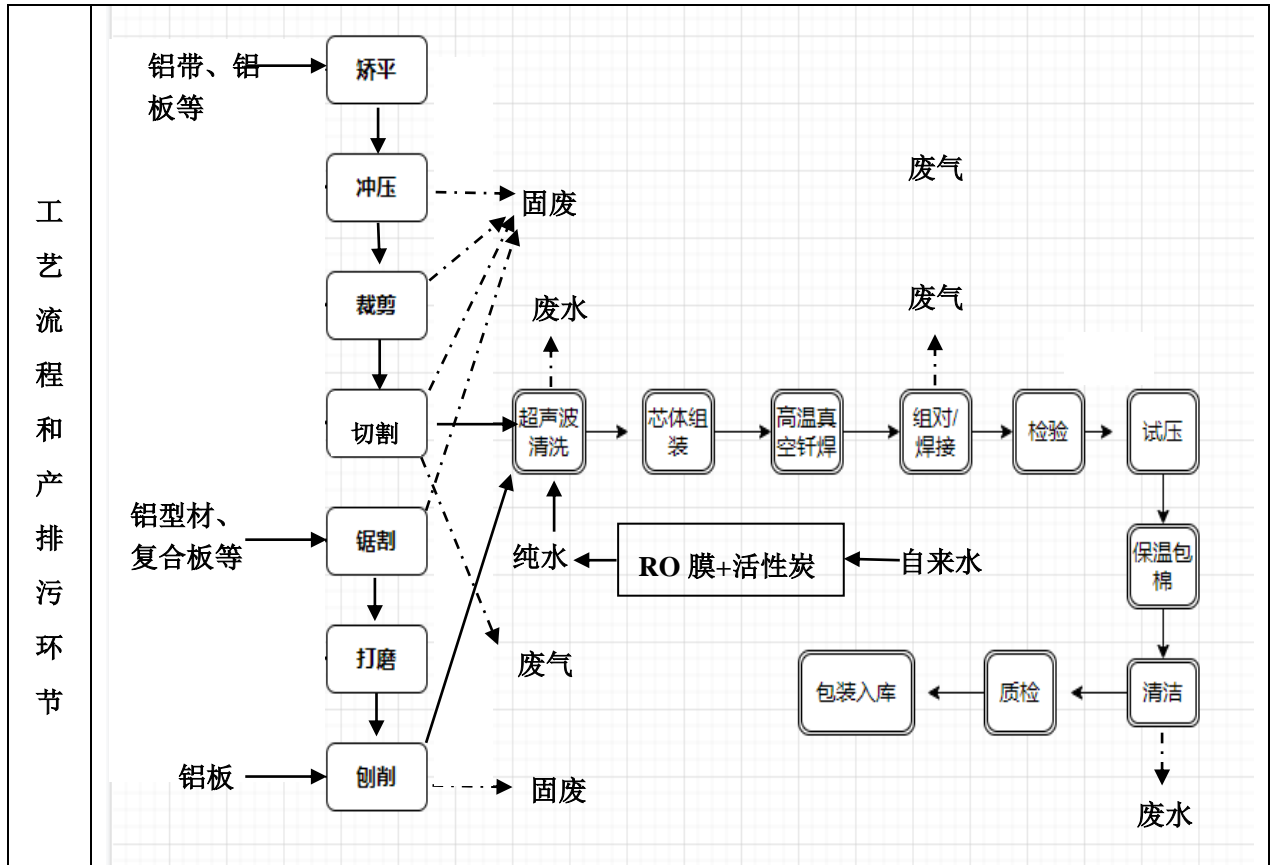 工
艺
流
程
和
产
排
污
环
节
铝带、铝
板等
矫平
冲压
固废
裁剪
切割
废气
废水
废气
超声波
清洗
芯体组
装
高温真
空钎焊
组对/
焊接
检验
试压
铝型材、
复合板等
锯割
纯水
RO 膜+活性炭
自来水
保温包
棉
打磨
废气
包装入库
质检
清洁
铝板
刨削
固废
废水